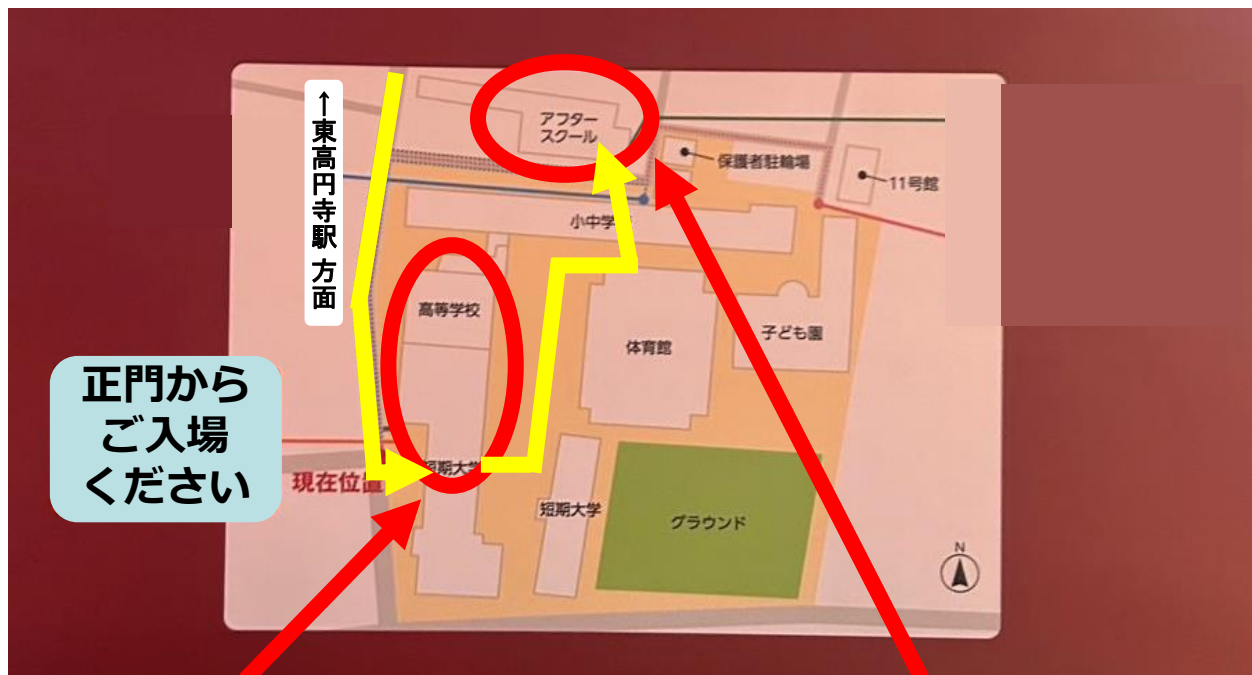 ↑東高円寺駅 方面
アフター
スクール
保護者駐輪場
11号館
小中学
高等学校
体育館
子ども園
正門から
ご入場
ください
現在位置
短期大学
短期大学
グラウンド
N